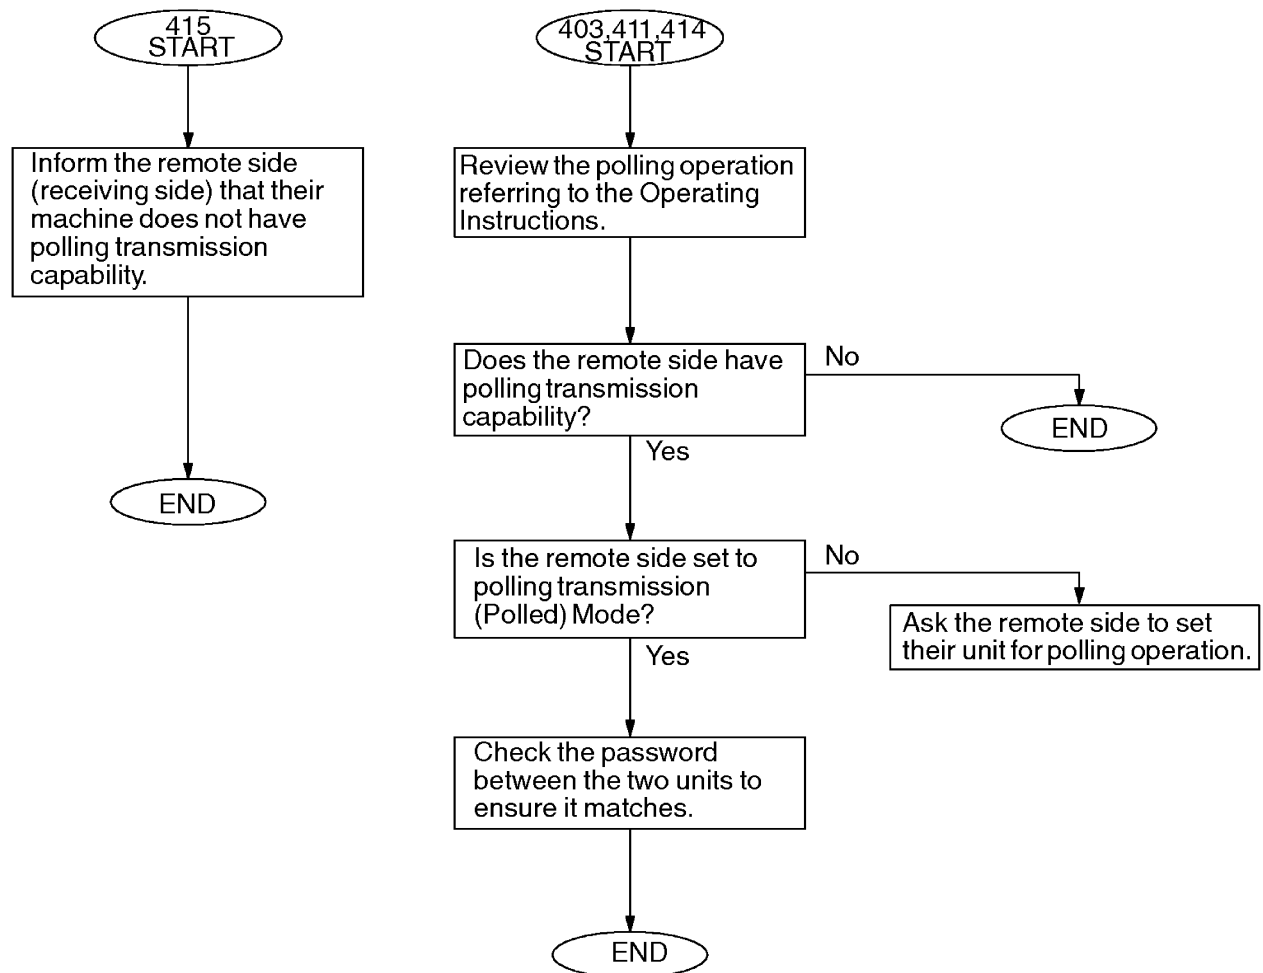 415
START
Inform the remote side
(receiving side) that their
machine does not have
polling transmission
capability.
END
403,411,414
START
Review the polling operation
referring to the Operating
Instructions.
Does the remote side have
polling transmission
capability?
No
END
Yes
Is the remote side set to
polling transmission
(Polled) Mode?
No
Ask the remote side to set
their unit for polling operation.
Yes
Check the password
between the two units to
ensure it matches.
END